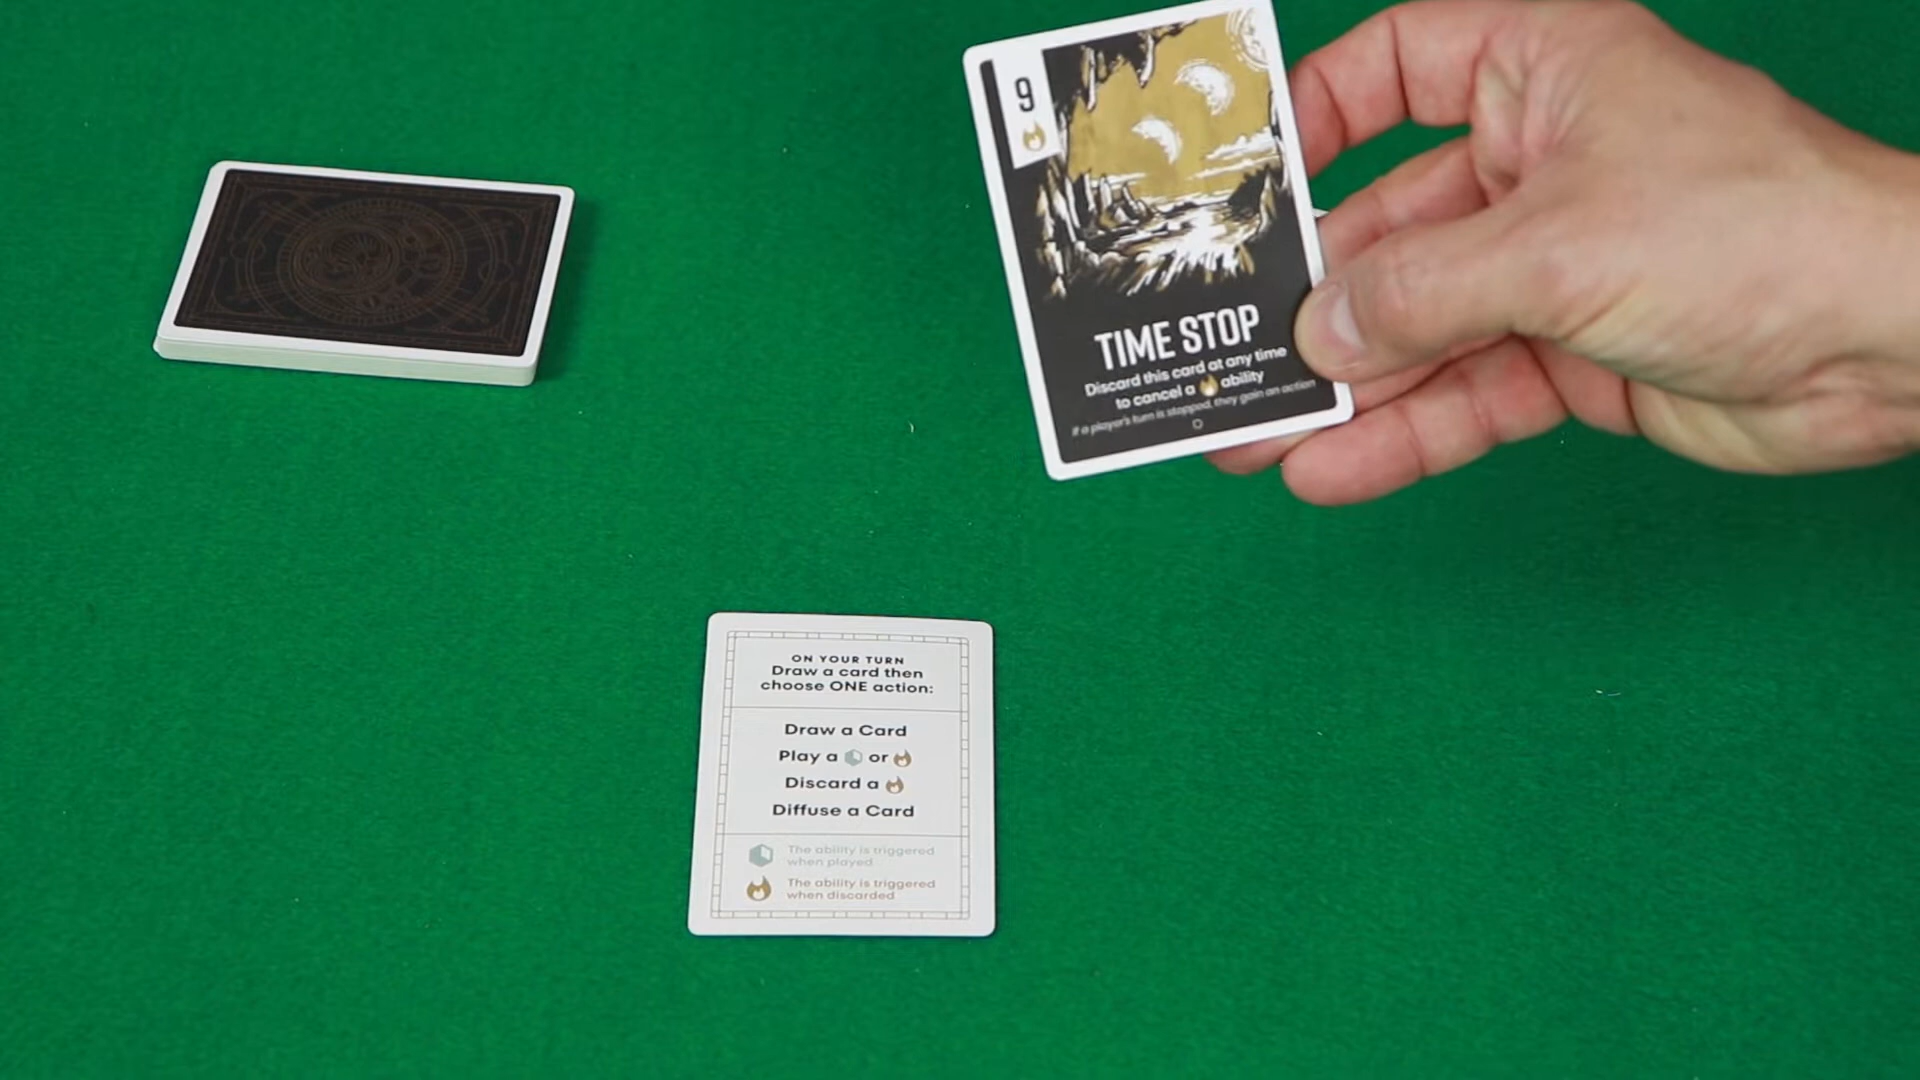 9
TIME STOP
Discard this card at any time
to cancel a ability
If a player's turn is stopped, they gain an action
ON YOUR TURN
Draw a card then
choose ONE action:
Draw a Card
Play a or
Discard a
Diffuse a Card
The ability is triggered
when played
The ability is triggered
when discarded